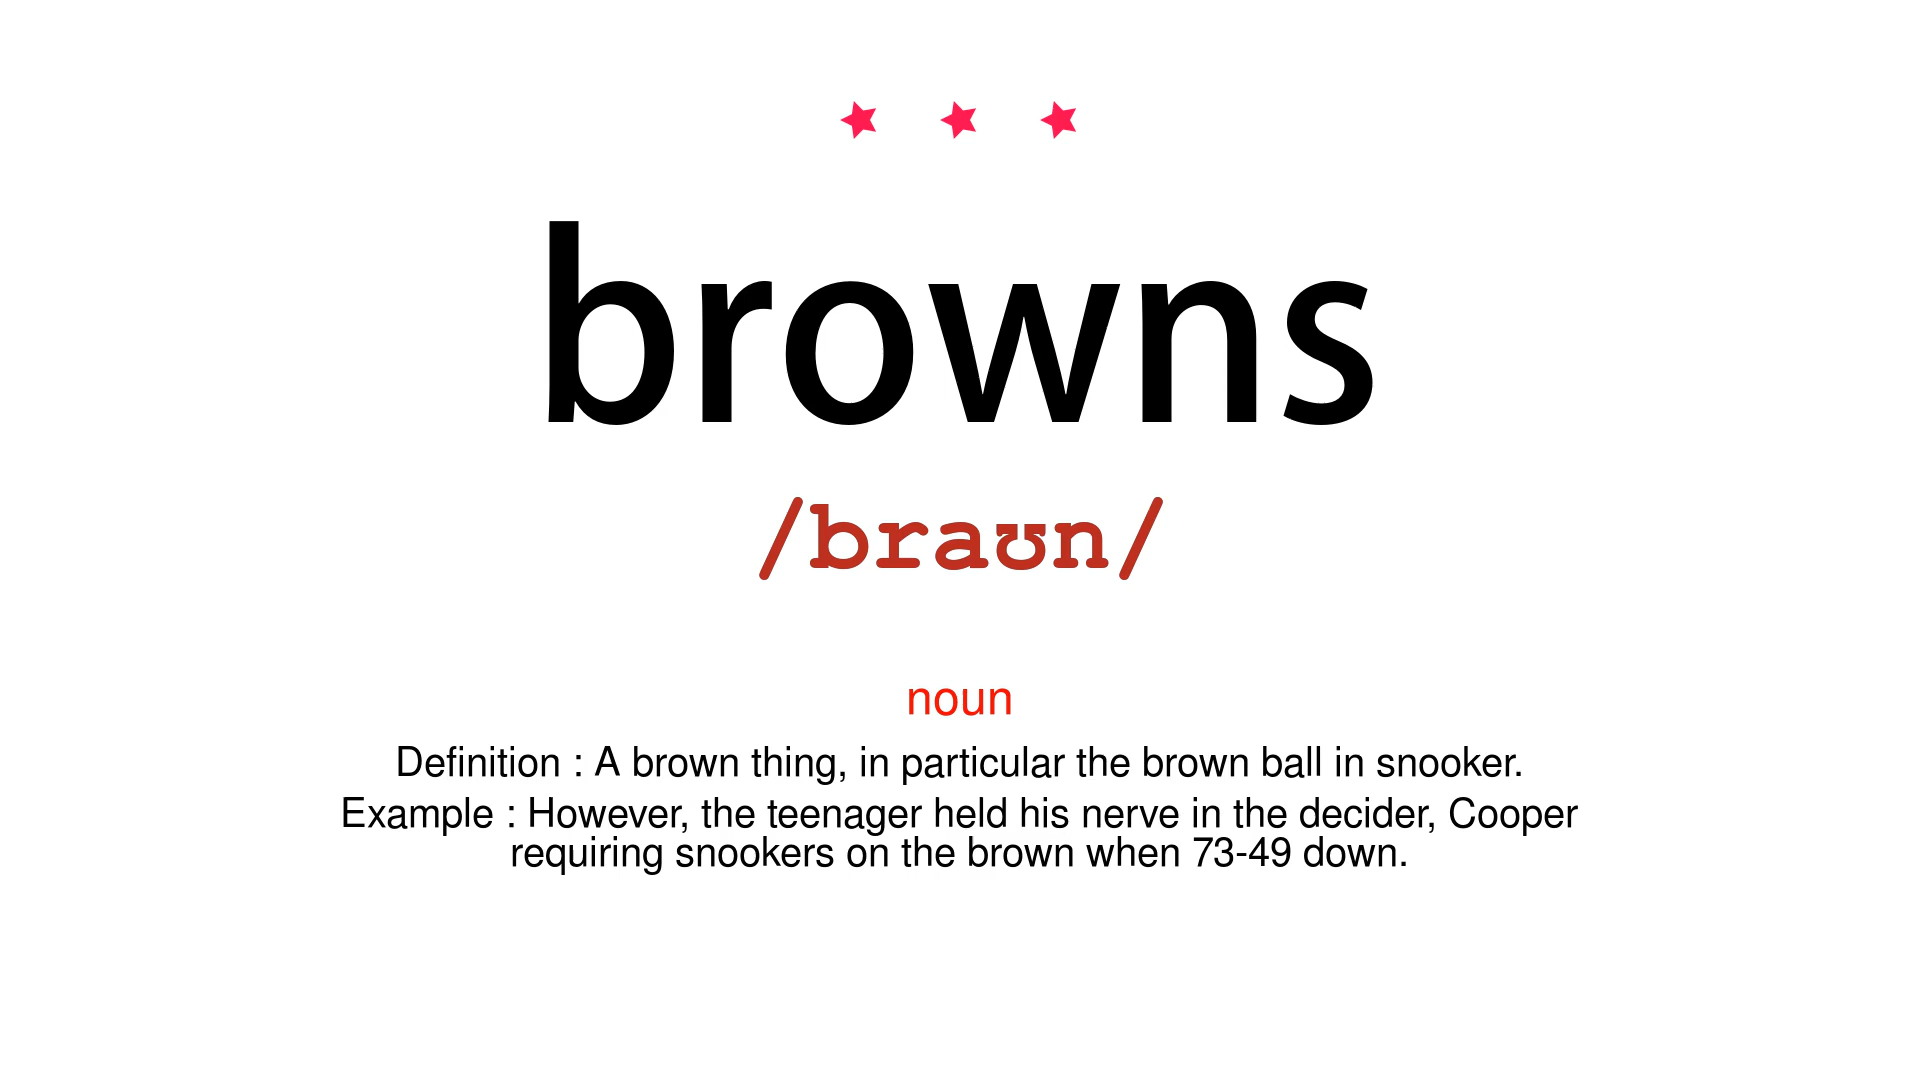 browns
/braʊn/
noun
Definition : A brown thing, in particular the brown ball in snooker.
Example : However, the teenager held his nerve in the decider, Cooper
requiring snookers on the brown when 73-49 down.